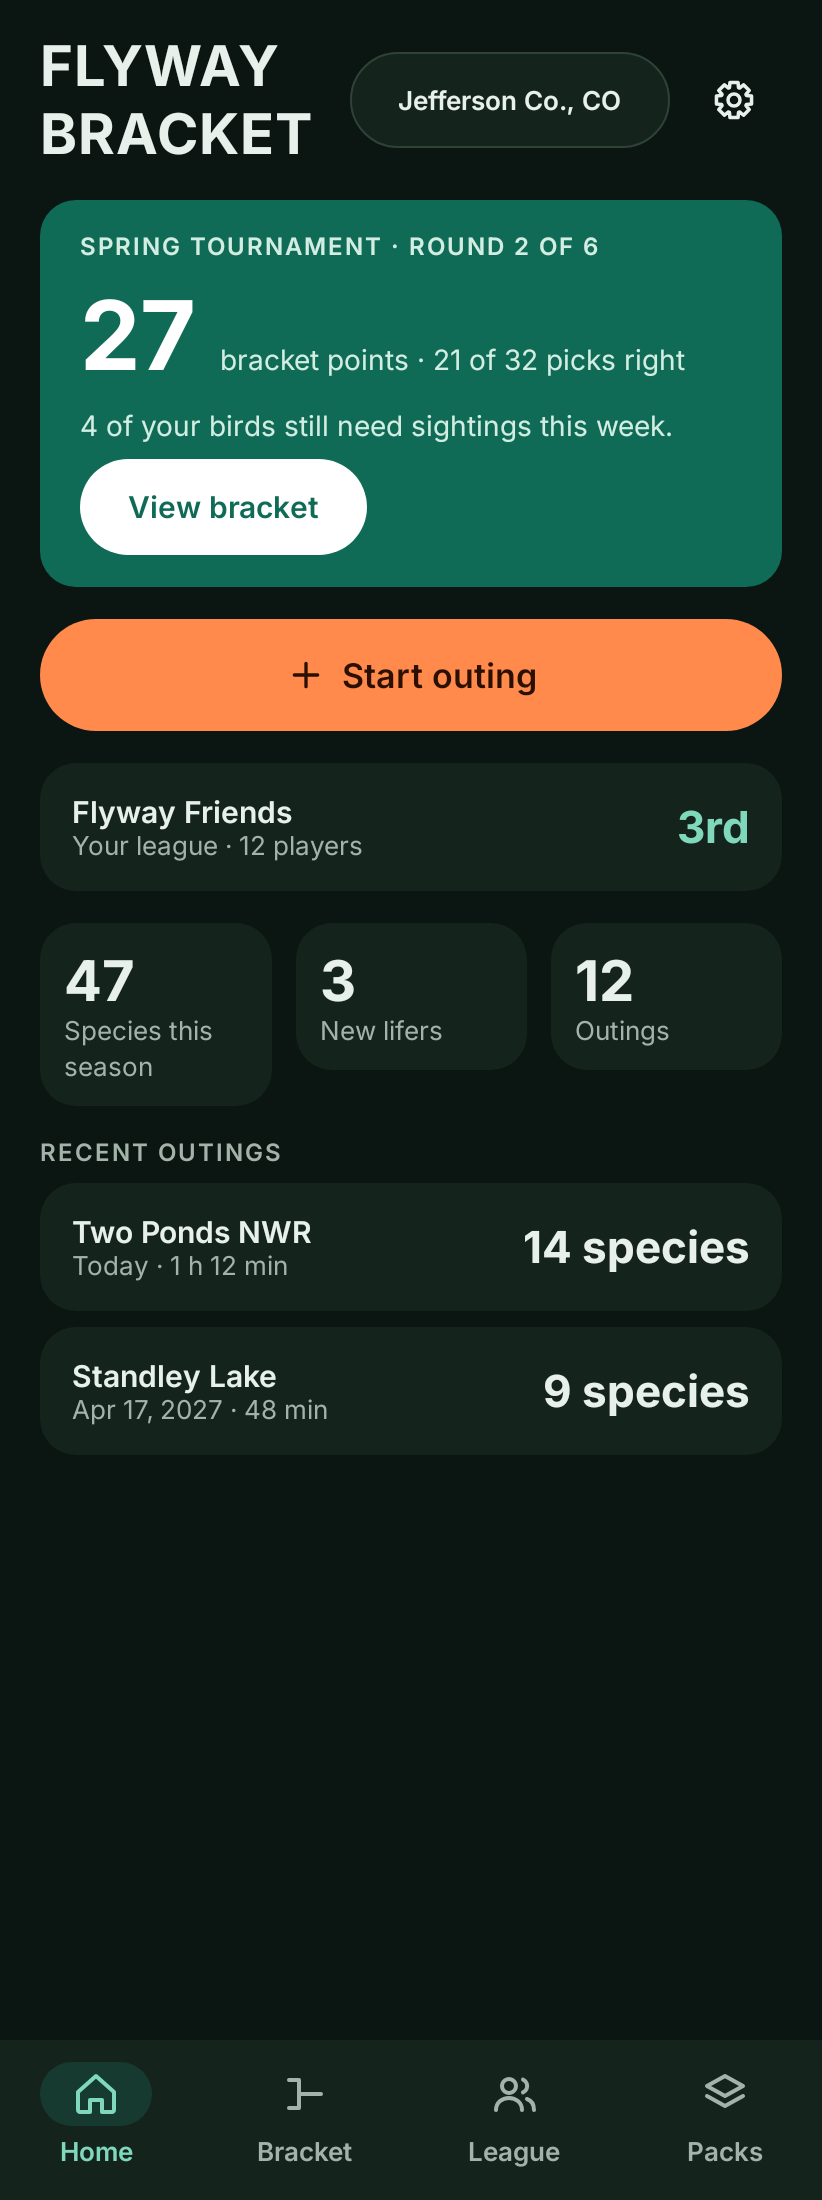 FLYWAY
BRACKET
Jefferson Co., CO
SPRING TOURNAMENT · ROUND 2 OF 6
27 bracket points · 21 of 32 picks right
4 of your birds still need sightings this week.
View bracket
+ Start outing
Flyway Friends
Your league · 12 players
3rd
47
Species this
season
3
New lifers
12
Outings
RECENT OUTINGS
Two Ponds NWR
Today · 1 h 12 min
14 species
Standley Lake
Apr 17, 2027 · 48 min
9 species
Home
Bracket
League
Packs